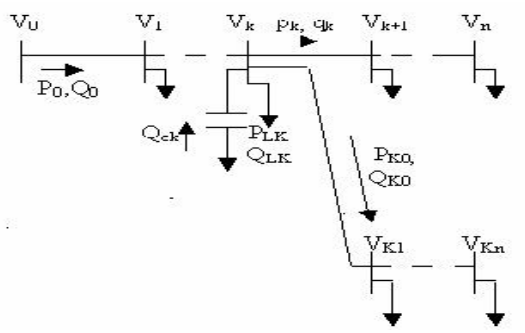 V0 V1 Vk pk, qk Vk+1 Vn
P0,Q0
Qck
PLK
QLK
PK0,
QK0
VK1 VKn